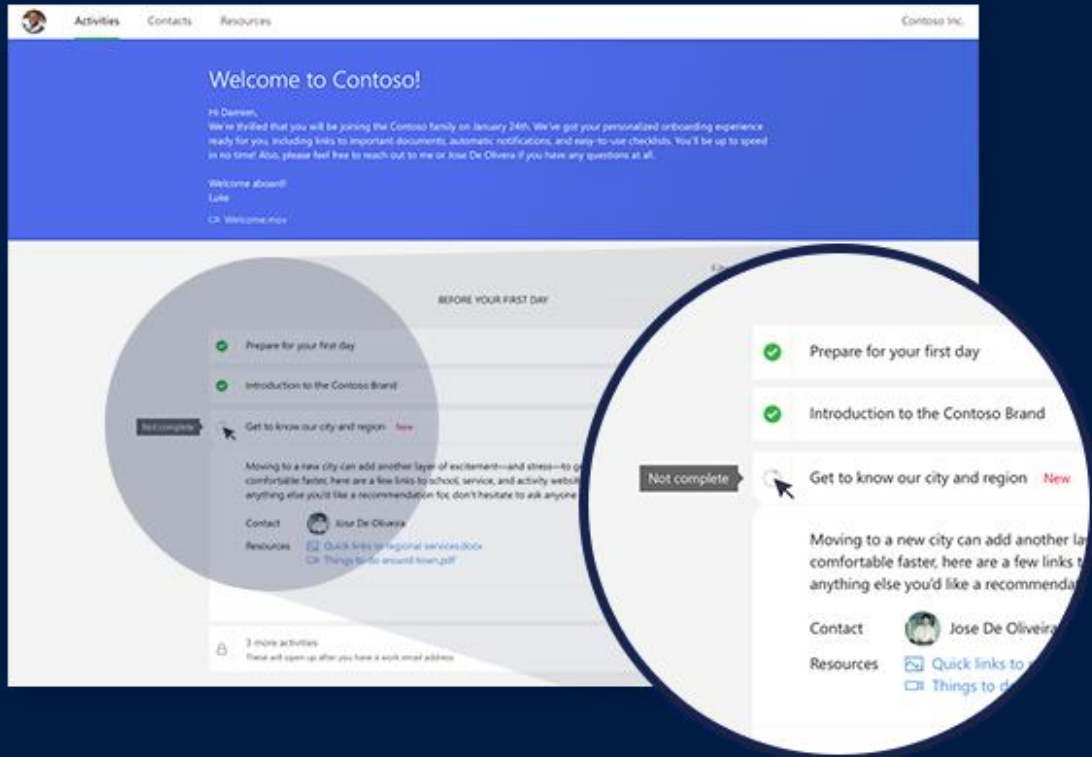 Activities Contacts Resources Contoso Inc.
Welcome to Contoso!
Hi Damien,
We're thrilled that you will be joining the Contoso family on January 24th. We've got your personalized onboarding experience
ready for you, including links to important documents, automatic notifications, and easy-to-use checklists. You'll be up to speed
in no time! Also, please feel free to reach out to me or Jose De Olivera if you have any questions at all.
Welcome aboard!
Luke
Welcome.mov
BEFORE YOUR FIRST DAY
Prepare for your first day
Introduction to the Contoso Brand
Not complete
Get to know our city and region New
Moving to a new city can add another layer of excitement—and stress—to
comfortable faster, here are a few links to school, service, and activity
anything else you'd like a recommendation for, don't hesitate to ask anyone
Contact Jose De Oliveira
Resources Quick links to regional services.docx
Things to do around town.pdf
3 more activities
These will open up after you have a work email address
Prepare for your first day
Introduction to the Contoso Brand
Not complete
Get to know our city and region New
Moving to a new city can add another
comfortable faster, here are a few links
anything else you'd like a
Contact Jose De Oliveira
Resources Quick links to
Things to